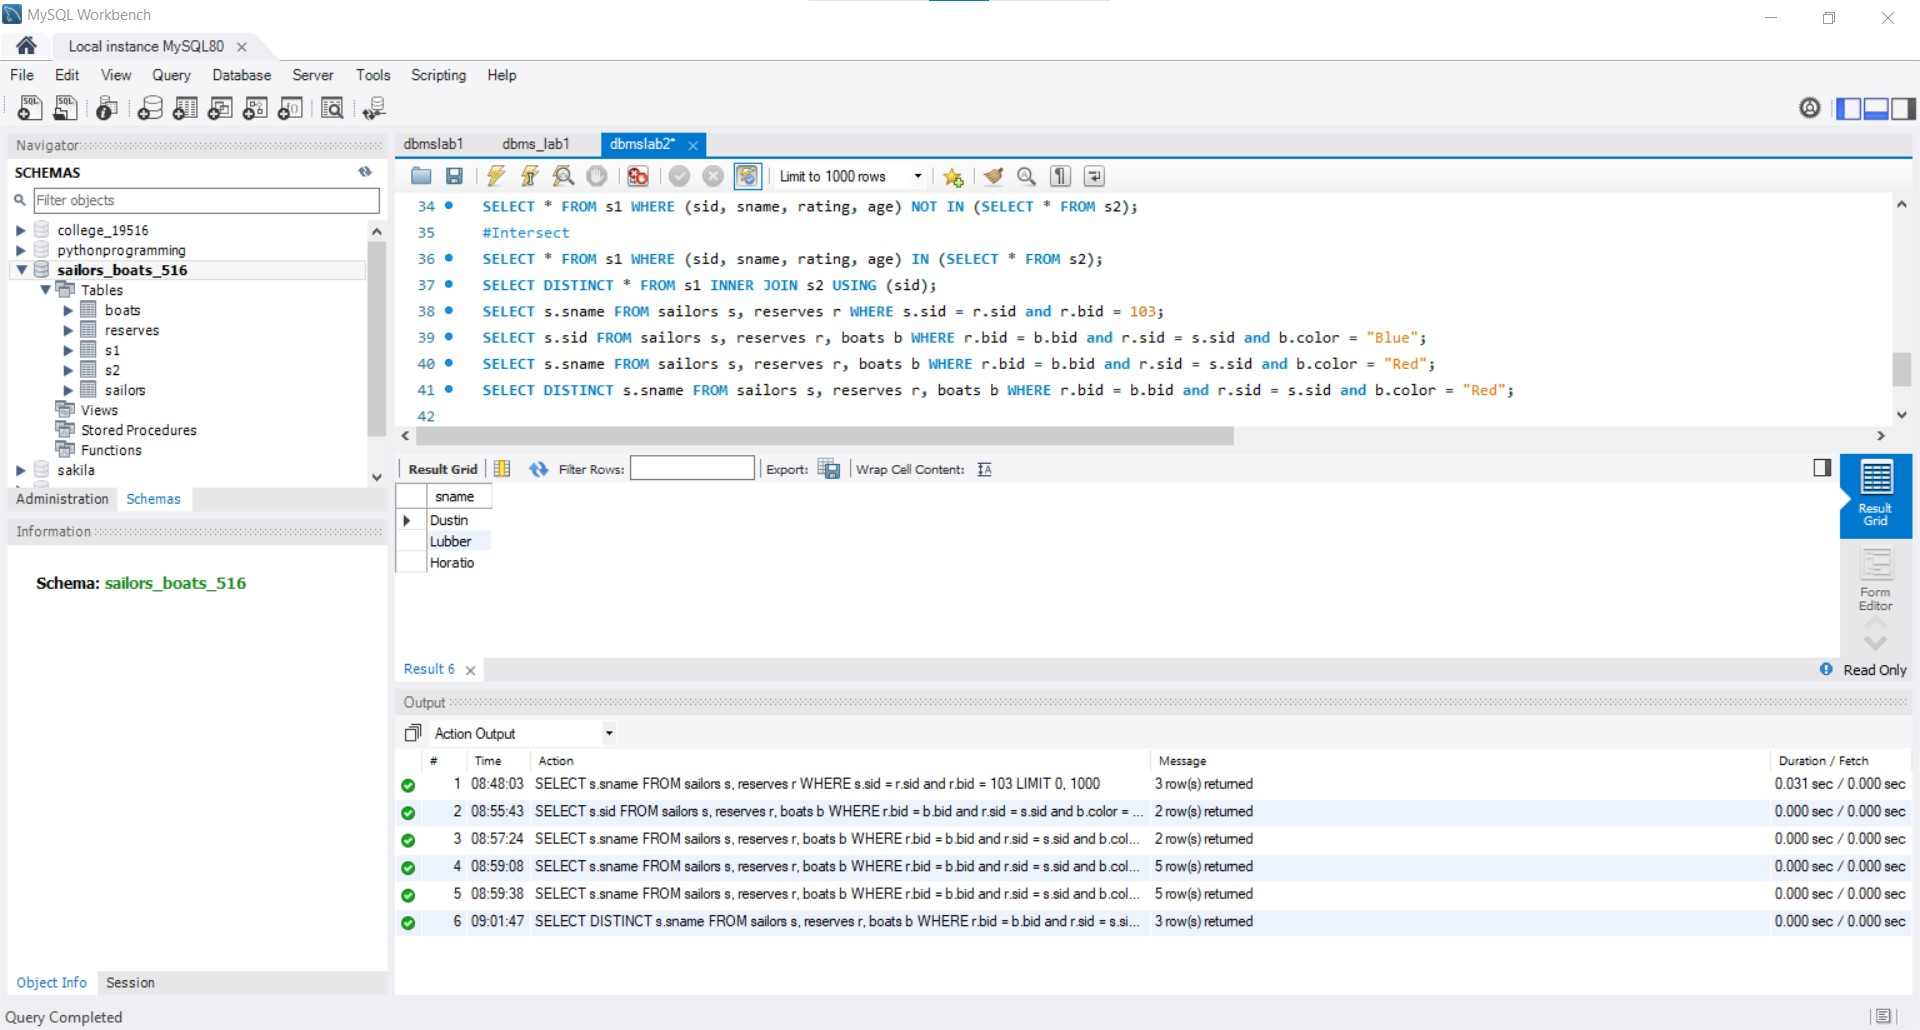 MySQL Workbench
Local instance MySQL80
File Edit View Query Database Server Tools Scripting Help
Navigator
SCHEMAS
Filter objects
college_19516
pythonprogramming
sailors_boats_516
Tables
boats
reserves
s1
s2
sailors
Views
Stored Procedures
Functions
sakila
Administration Schemas
Information
Schema: sailors_boats_516
Object Info Session
dbmslab1 dbms_lab1 dbmslab2*
Limit to 1000 rows
34 SELECT * FROM s1 WHERE (sid, sname, rating, age) NOT IN (SELECT * FROM s2);
35 #Intersect
36 SELECT * FROM s1 WHERE (sid, sname, rating, age) IN (SELECT * FROM s2);
37 SELECT DISTINCT * FROM s1 INNER JOIN s2 USING (sid);
38 SELECT s.sname FROM sailors s, reserves r WHERE s.sid = r.sid and r.bid = 103;
39 SELECT s.sid FROM sailors s, reserves r, boats b WHERE r.bid = b.bid and r.sid = s.sid and b.color = "Blue";
40 SELECT s.sname FROM sailors s, reserves r, boats b WHERE r.bid = b.bid and r.sid = s.sid and b.color = "Red";
41 SELECT DISTINCT s.sname FROM sailors s, reserves r, boats b WHERE r.bid = b.bid and r.sid = s.sid and b.color = "Red";
42
Result Grid Filter Rows: Export: Wrap Cell Content:
sname
Dustin
Lubber
Horatio
Result Grid
Form Editor
Result 6
Read Only
Output
Action Output
# Time Action Message Duration / Fetch
1 08:48:03 SELECT s.sname FROM sailors s, reserves r WHERE s.sid = r.sid and r.bid = 103 LIMIT 0, 1000 3 row(s) returned 0.031 sec / 0.000 sec
2 08:55:43 SELECT s.sid FROM sailors s, reserves r, boats b WHERE r.bid = b.bid and r.sid = s.sid and b.color = ... 2 row(s) returned 0.000 sec / 0.000 sec
3 08:57:24 SELECT s.sname FROM sailors s, reserves r, boats b WHERE r.bid = b.bid and r.sid = s.sid and b.col... 2 row(s) returned 0.000 sec / 0.000 sec
4 08:59:08 SELECT s.sname FROM sailors s, reserves r, boats b WHERE r.bid = b.bid and r.sid = s.sid and b.col... 5 row(s) returned 0.000 sec / 0.000 sec
5 08:59:38 SELECT s.sname FROM sailors s, reserves r, boats b WHERE r.bid = b.bid and r.sid = s.sid and b.col... 5 row(s) returned 0.000 sec / 0.000 sec
6 09:01:47 SELECT DISTINCT s.sname FROM sailors s, reserves r, boats b WHERE r.bid = b.bid and r.sid = s.si... 3 row(s) returned 0.000 sec / 0.000 sec
Query Completed